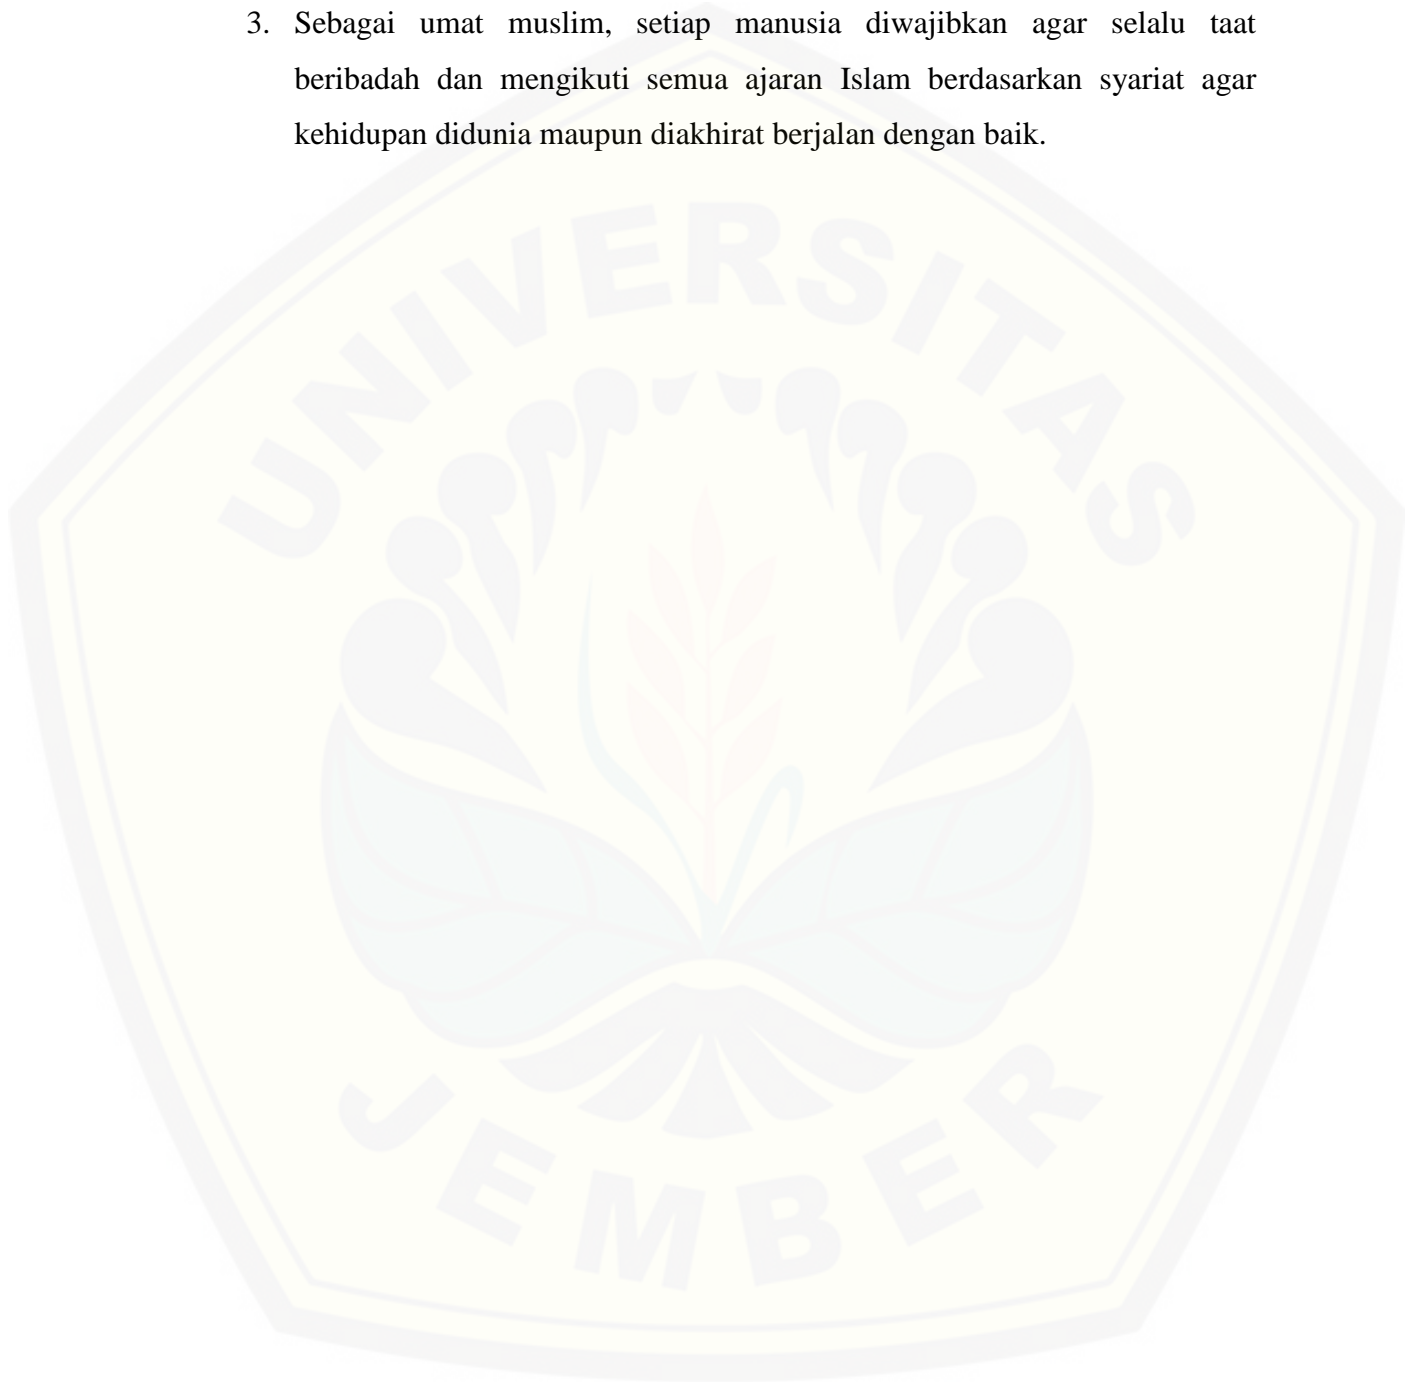 3. Sebagai umat muslim, setiap manusia diwajibkan agar selalu taat
beribadah dan mengikuti semua ajaran Islam berdasarkan syariat agar
kehidupan didunia maupun diakhirat berjalan dengan baik.
UNIVERSITAS
JEMBER